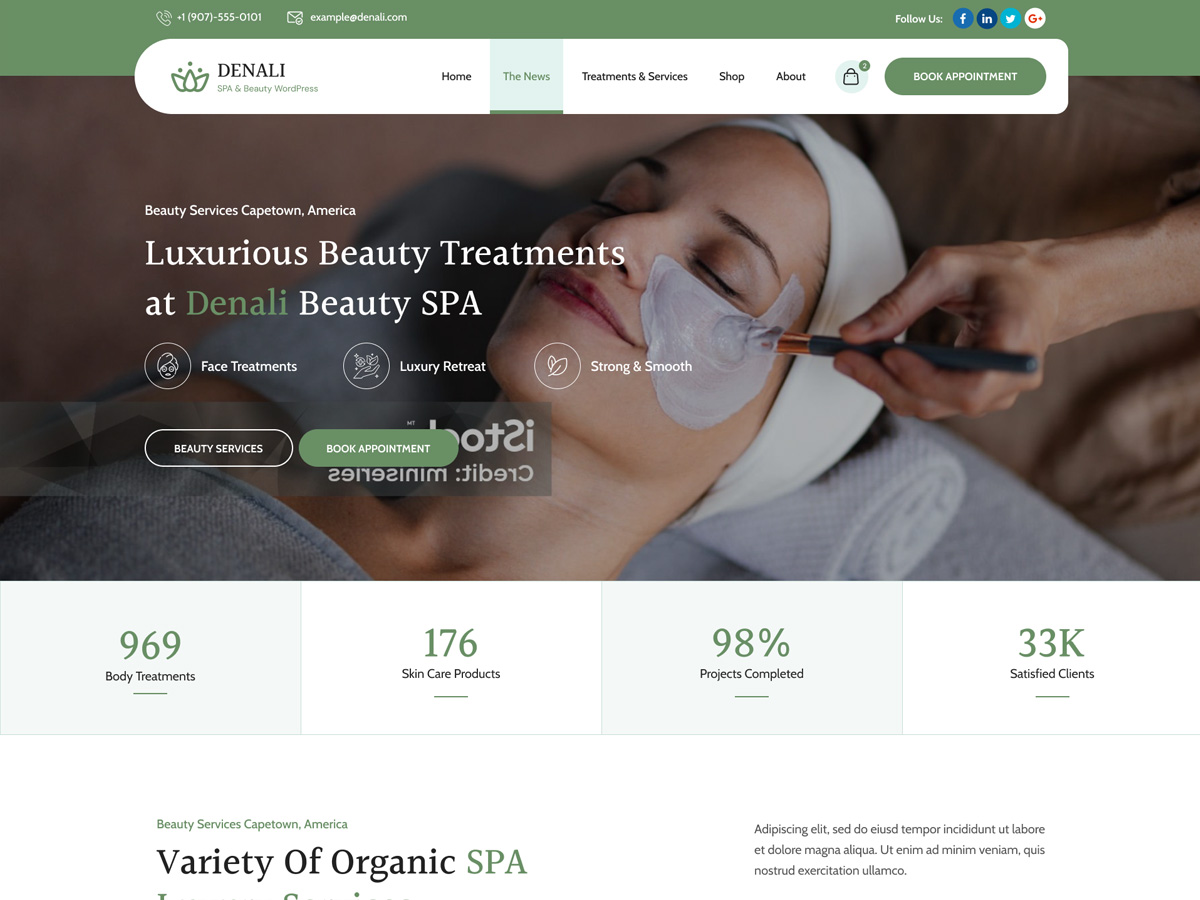 +1 (907)-555-0101
example@denali.com
Follow Us:
DENALI
SPA & Beauty WordPress
Home
The News
Treatments & Services
Shop
About
2
BOOK APPOINTMENT
Beauty Services Capetown, America
Luxurious Beauty Treatments
at Denali Beauty SPA
Face Treatments
Luxury Retreat
Strong & Smooth
iStock
BEAUTY SERVICES
BOOK APPOINTMENT
Credit: miniseries
969
Body Treatments
176
Skin Care Products
98%
Projects Completed
33K
Satisfied Clients
Beauty Services Capetown, America
Variety Of Organic SPA
Adipiscing elit, sed do eiusd tempor incididunt ut labore
et dolore magna aliqua. Ut enim ad minim veniam, quis
nostrud exercitation ullamco.